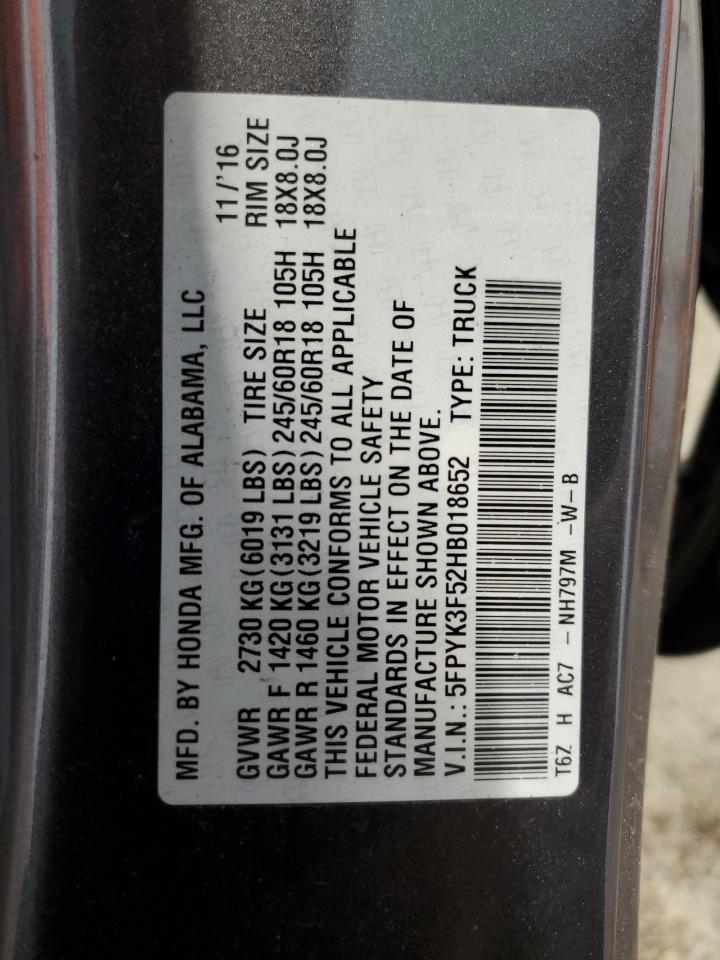 MFD. BY HONDA MFG. OF ALABAMA, LLC
11/'16
GVWR 2730 KG(6019 LBS) TIRE SIZE RIM SIZE
GAWR F 1420 KG(3131 LBS)245/60R18 105H 18X8.0J
GAWR R 1460 KG(3219 LBS)245/60R18 105H 18X8.0J
THIS VEHICLE CONFORMS TO ALL APPLICABLE
FEDERAL MOTOR VEHICLE SAFETY
STANDARDS IN EFFECT ON THE DATE OF
MANUFACTURE SHOWN ABOVE.
V.I.N.: 5FPYK3F52HB018652 TYPE: TRUCK
T6Z H AC7 -NH797M -W-B